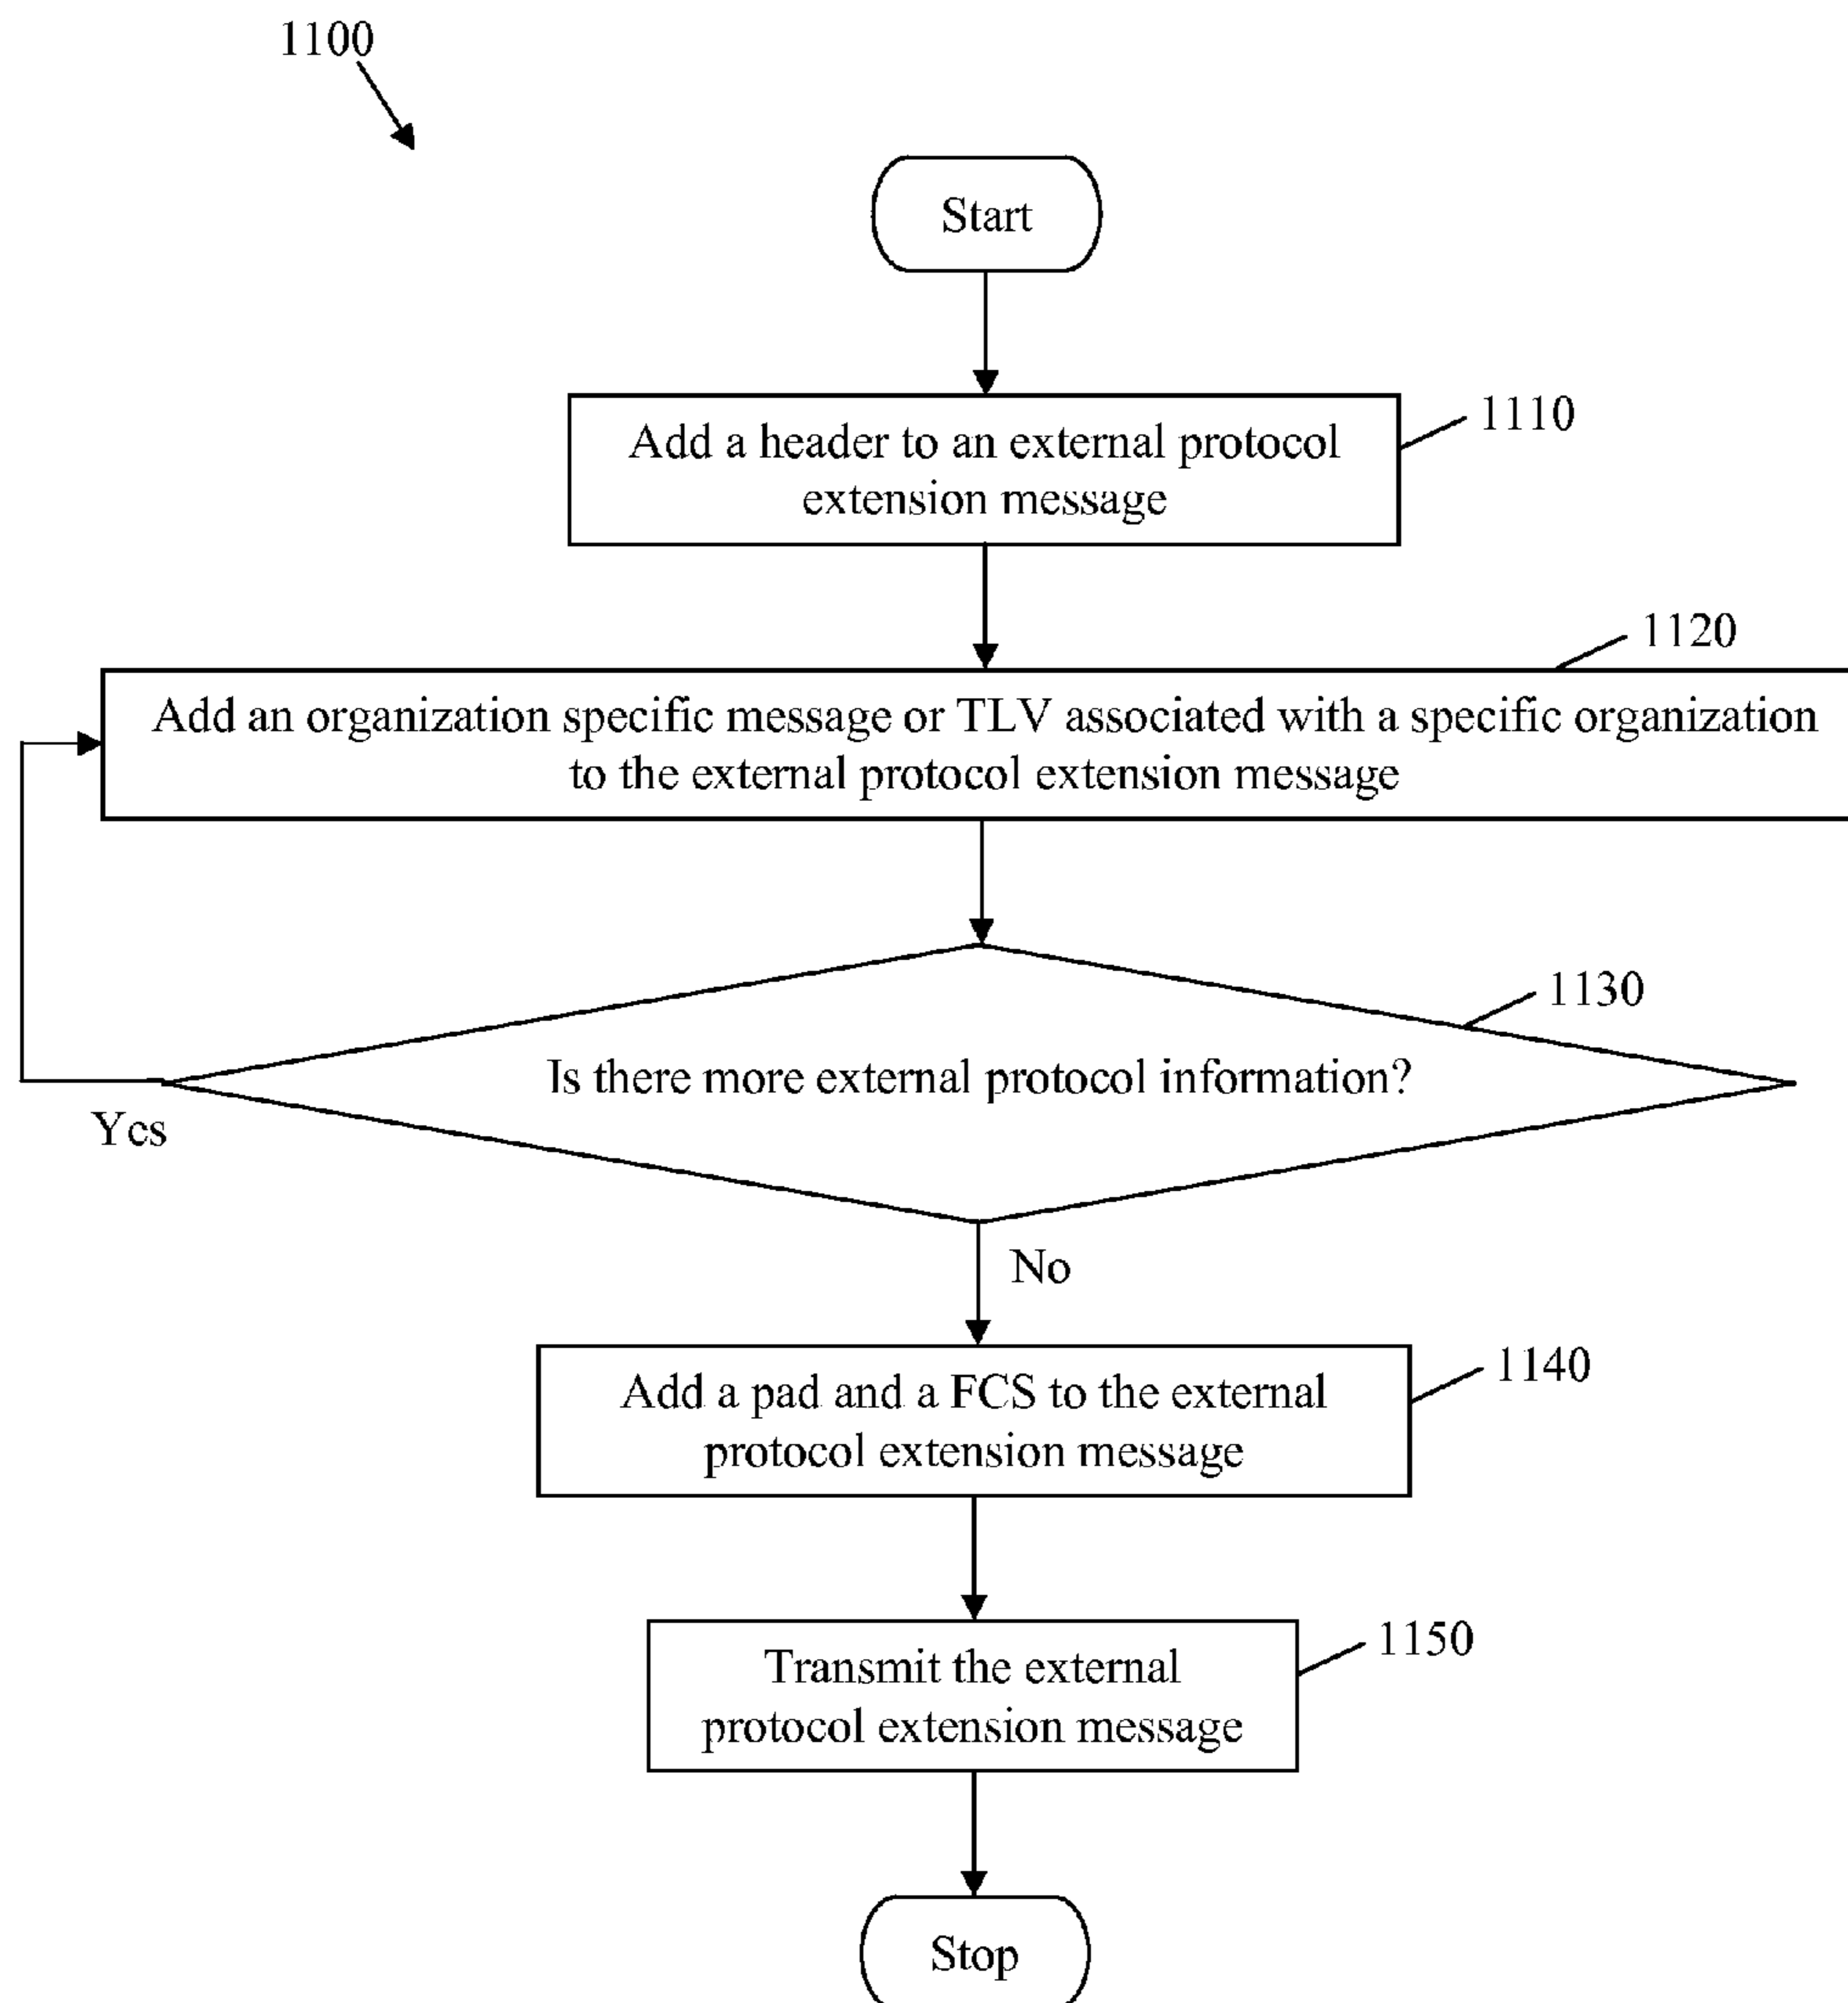 1100
Start
Add a header to an external protocol
extension message
1110
1120
Add an organization specific message or TLV associated with a specific organization
to the external protocol extension message
1130
Is there more external protocol information?
Yes
No
Add a pad and a FCS to the external
protocol extension message
1140
Transmit the external
protocol extension message
1150
Stop